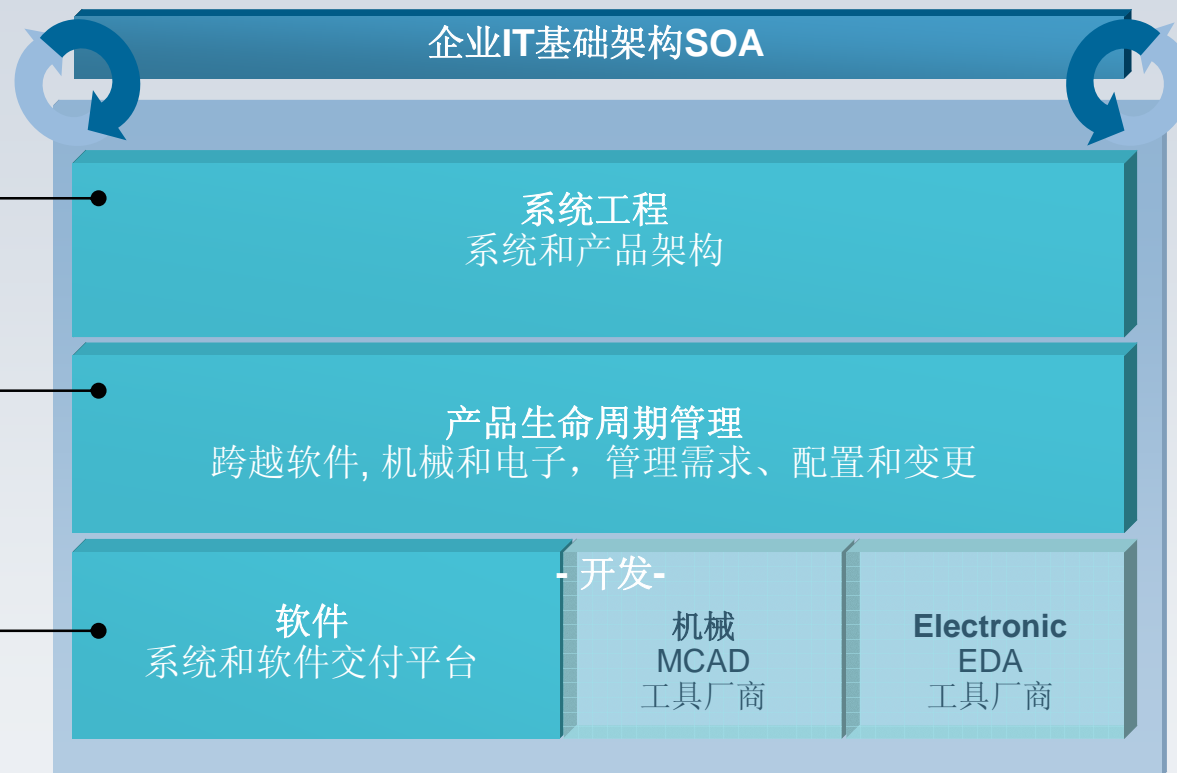 企业IT基础架构SOA
系统工程
系统和产品架构
产品生命周期管理
跨越软件, 机械和电子，管理需求、配置和变更
- 开发-
软件
系统和软件交付平台
机械
MCAD
工具厂商
Electronic
EDA
工具厂商